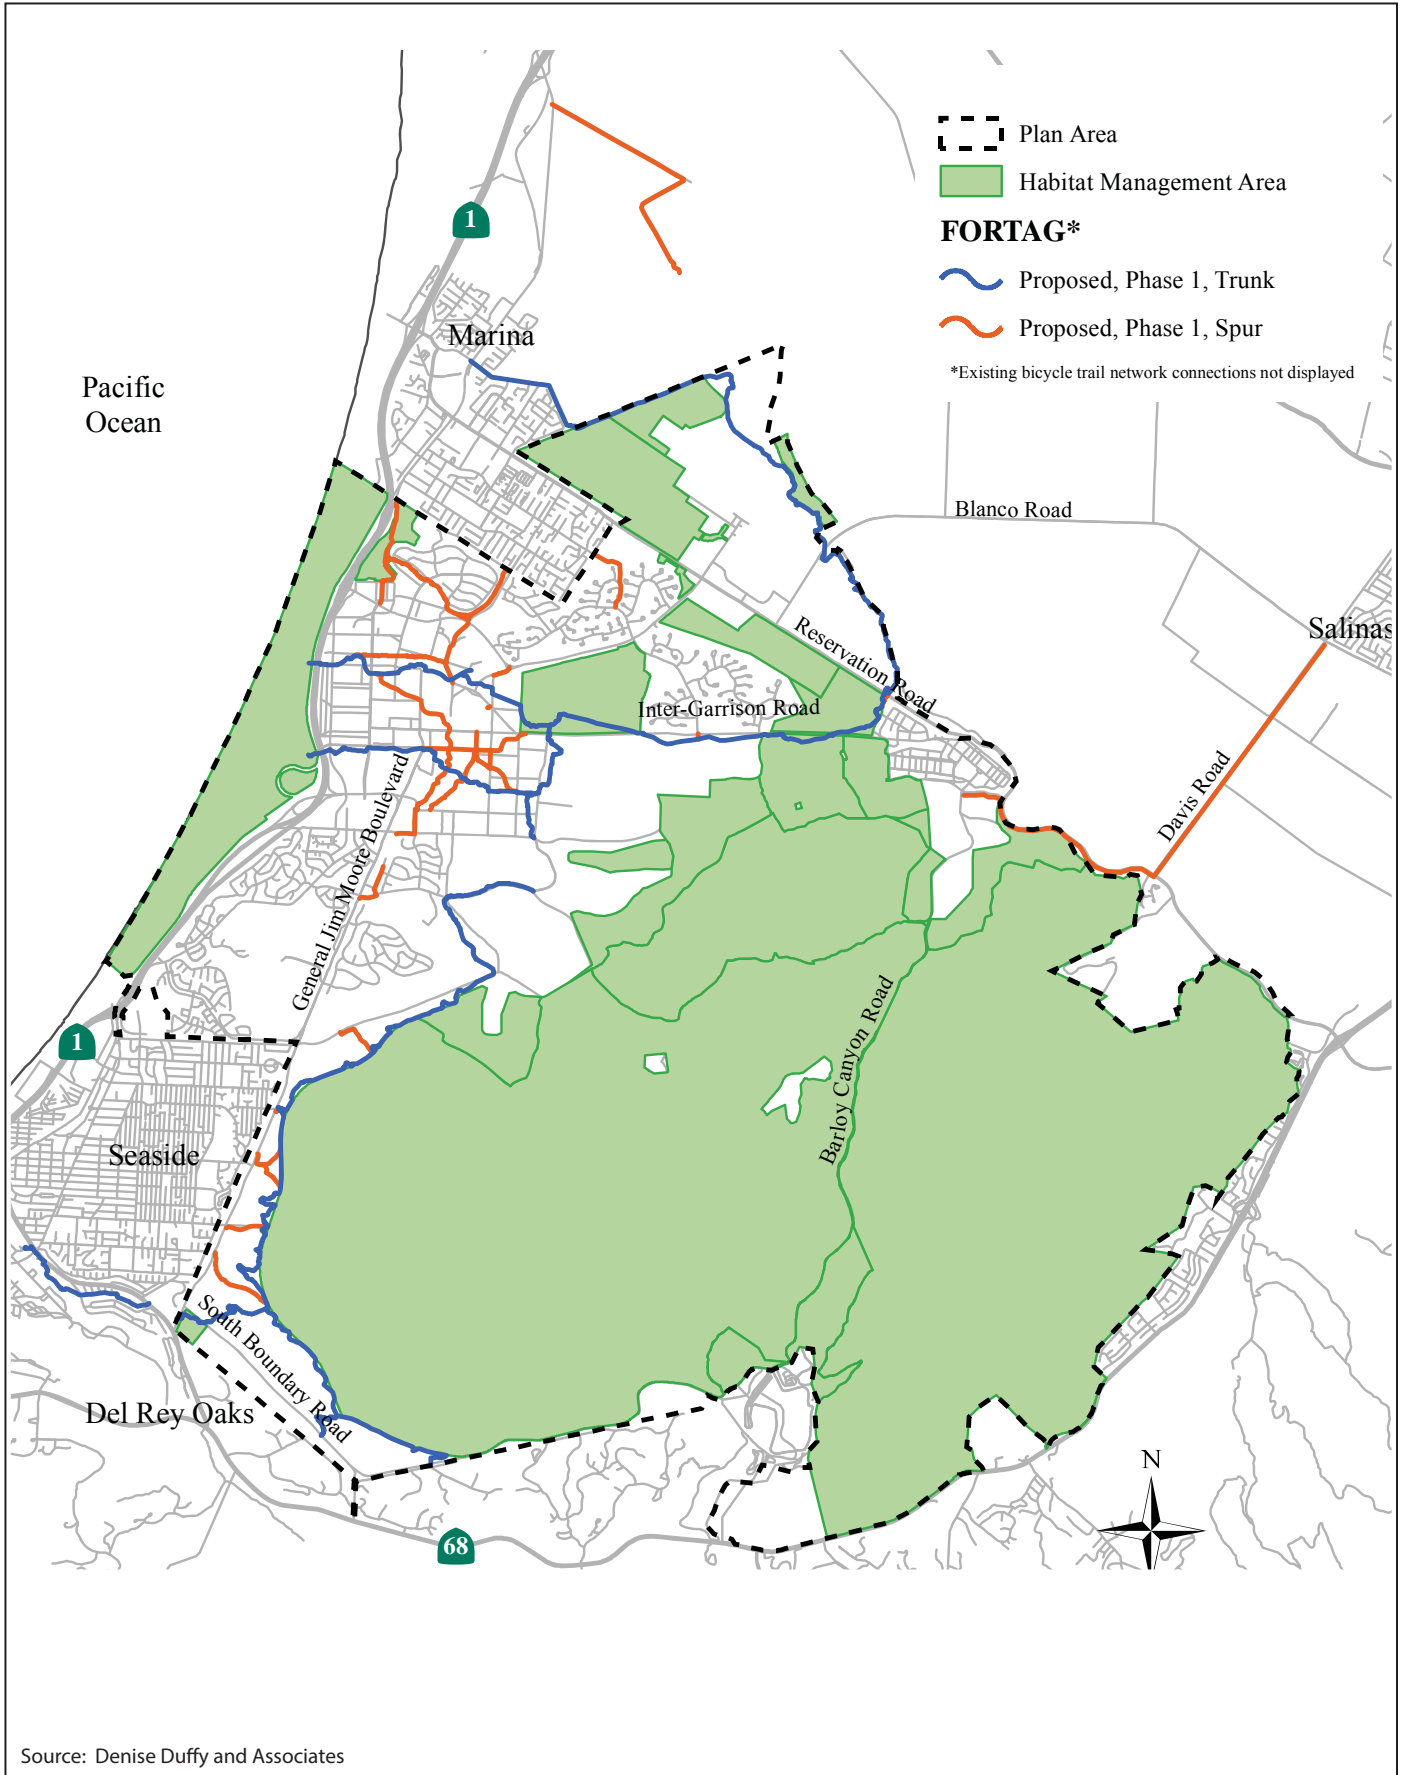 Plan Area
Habitat Management Area
1
FORTAG*
Proposed, Phase 1, Trunk
Proposed, Phase 1, Spur
*Existing bicycle trail network connections not displayed
Marina
Pacific
Ocean
Blanco Road
Salinas
Reservation Road
Inter-Garrison Road
Davis Road
General Jim Moore Boulevard
Barloy Canyon Road
1
Seaside
South Boundary Road
Del Rey Oaks
N
68
Source: Denise Duffy and Associates